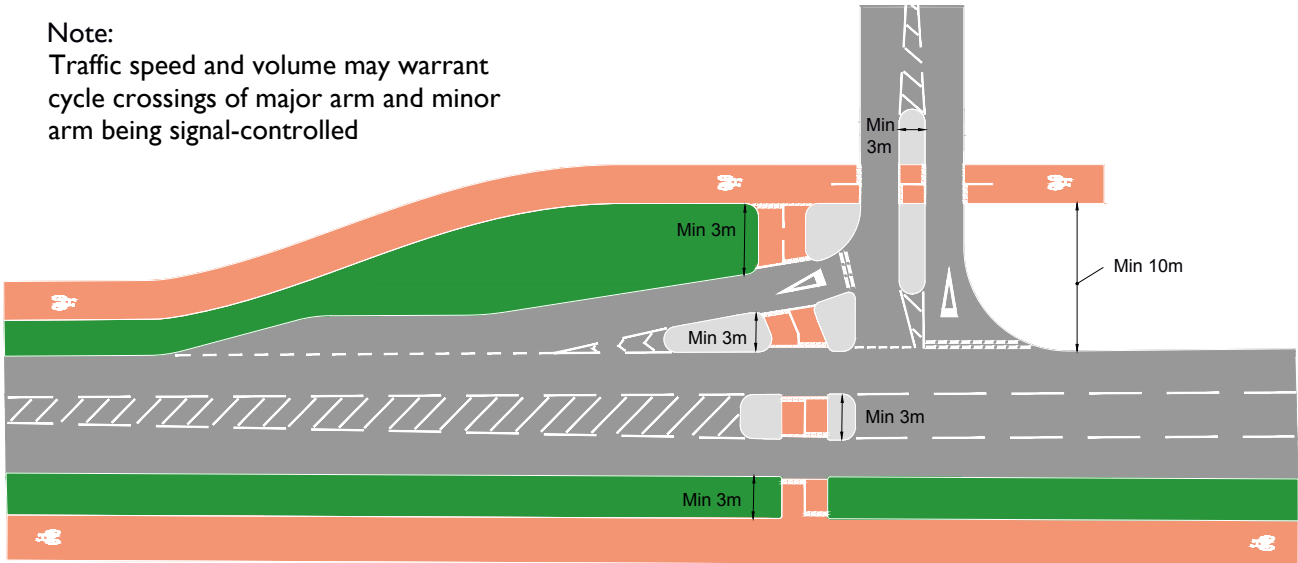 Note:
Traffic speed and volume may warrant
cycle crossings of major arm and minor
arm being signal-controlled
Min
3m
Min 3m
Min 10m
Min 3m
Min 3m
Min 3m